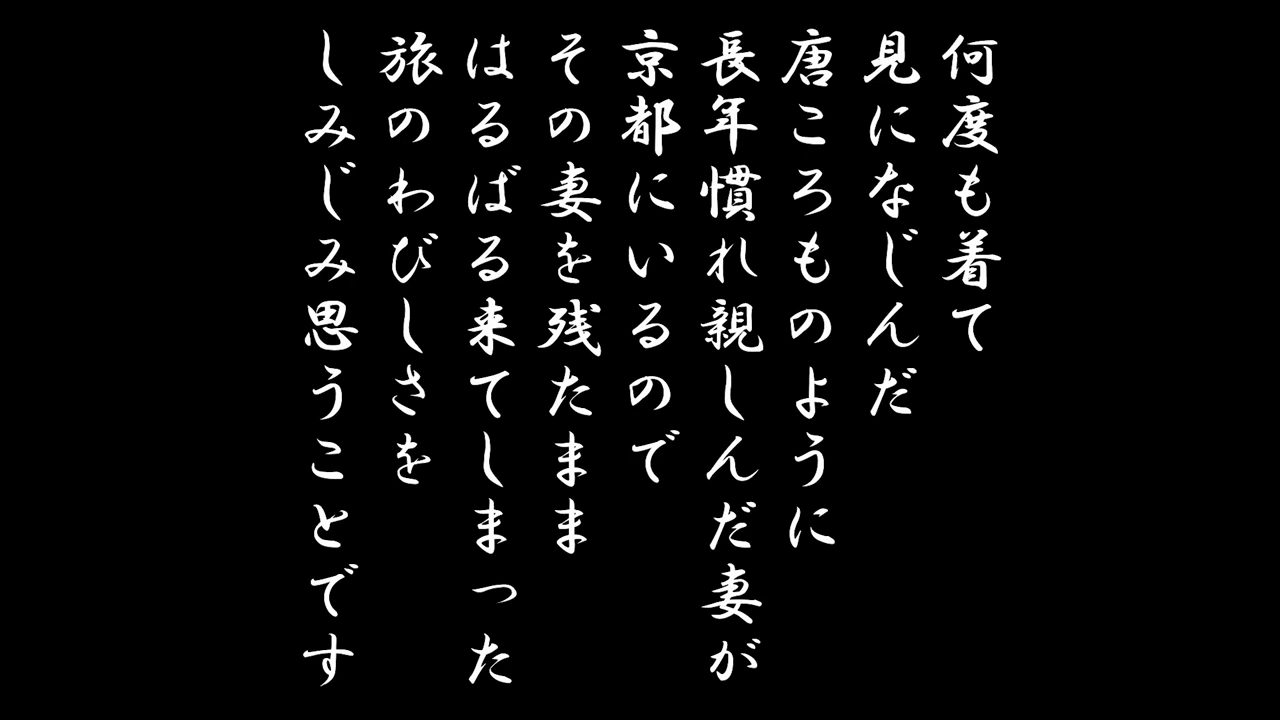 何度も着て
見になじんだ
唐ころものように
長年慣れ親しんだ妻が
京都にいるので
その妻を残たまま
はるばる来てしまった
旅のわびしさを
しみじみ思うことです